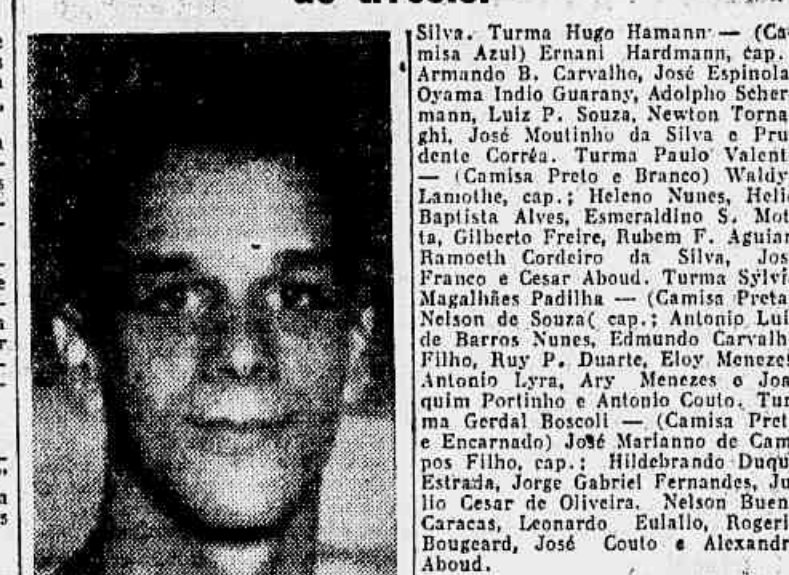 Silva. Turma Hugo Hamann — (Ca-
misa Azul) Ernani Hardmann, cap.
Armando B. Carvalho, José Espinola
Oyama Indio Guarany, Adolpho Scher
mann, Luiz P. Souza, Newton Torna
ghi, José Moutinho da Silva e Pru
dente Corrêa. Turma Paulo Valent
— (Camisa Preto e Branco) Waldy
Lamothe, cap.; Heleno Nunes, Heli
Baptista Alves, Esmeraldino S. Mot
ta, Gilberto Freire, Rubem F. Aguiar
Ramoeth Cordeiro da Silva, Jos
Franco e Cesar Aboud. Turma Sylvi
Magalhães Padilha — (Camisa Preta
Nelson de Souza( cap.; Antonio Lui
de Barros Nunes, Edmundo Carvalh
Filho, Ruy P. Duarte, Eloy Menezes
Antonio Lyra, Ary Menezes e Joa
quim Portinho e Antonio Couto. Tur
ma Gerdal Boscoli — (Camisa Pret
e Encarnado) José Marianno de Cam
pos Filho, cap.; Hildebrando Duqu
Estrada, Jorge Gabriel Fernandes, Ju
lio Cesar de Oliveira. Nelson Buen
Caracas, Leonardo Eulalio, Rogeri
Bougeard, José Couto e Alexandr
Aboud.